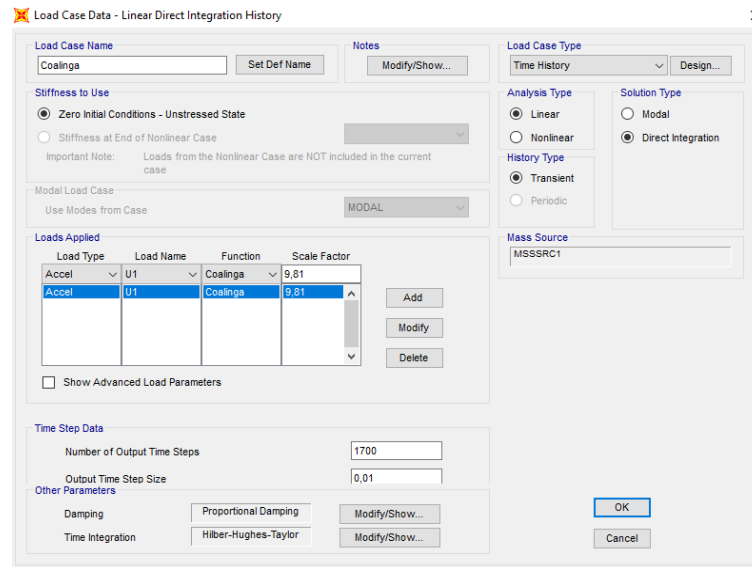 Load Case Data - Linear Direct Integration History
Load Case Name
Coalinga
Set Def Name
Notes
Modify/Show...
Load Case Type
Time History
Design...
Stiffness to Use
Zero Initial Conditions - Unstressed State
Stiffness at End of Nonlinear Case
Important Note: Loads from the Nonlinear Case are NOT included in the current
case
Analysis Type
Linear
Nonlinear
Solution Type
Modal
Direct Integration
History Type
Transient
Periodic
Modal Load Case
Use Modes from Case
MODAL
Loads Applied
Load Type Load Name Function Scale Factor
Accel U1 Coalinga 9,81
Accel U1 Coalinga 9,81
Add
Modify
Delete
Show Advanced Load Parameters
Mass Source
MSSSRC1
Time Step Data
Number of Output Time Steps 1700
Output Time Step Size 0,01
Other Parameters
Damping Proportional Damping Modify/Show...
Time Integration Hilber-Hughes-Taylor Modify/Show...
OK
Cancel